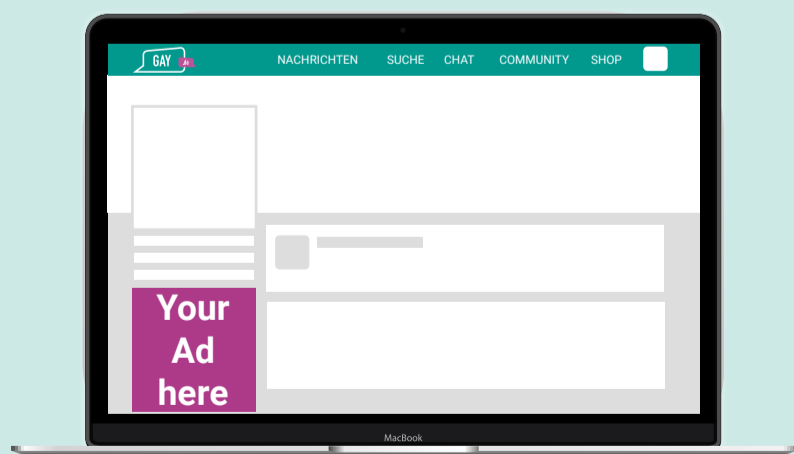 GAY
NACHRICHTEN SUCHE CHAT COMMUNITY SHOP
Your
Ad
here
MacBook